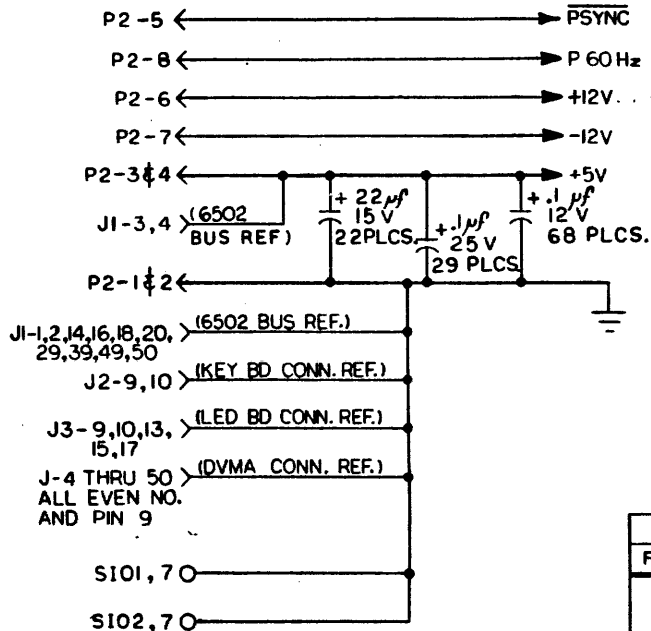 P2-5 PSYNC
P2-8 P 60 Hz
P2-6 +12V
P2-7 -12V
P2-3&4 +5V
J1-3,4 (6502
BUS REF)
+ 22µf
15 V
22PLCS.
+.1µf
25 V
29 PLCS
+ .1µf
12 V
68 PLCS.
P2-1&2
J1-1,2,14,16,18,20,
29,39,49,50
(6502 BUS REF.)
J2-9,10 (KEY BD CONN. REF.)
J3-9,10,13,
15,17
(LED BD CONN. REF.)
J-4 THRU 50
ALL EVEN NO.
AND PIN 9
(DVMA CONN. REF.)
SIO1,7
SIO2,7
F